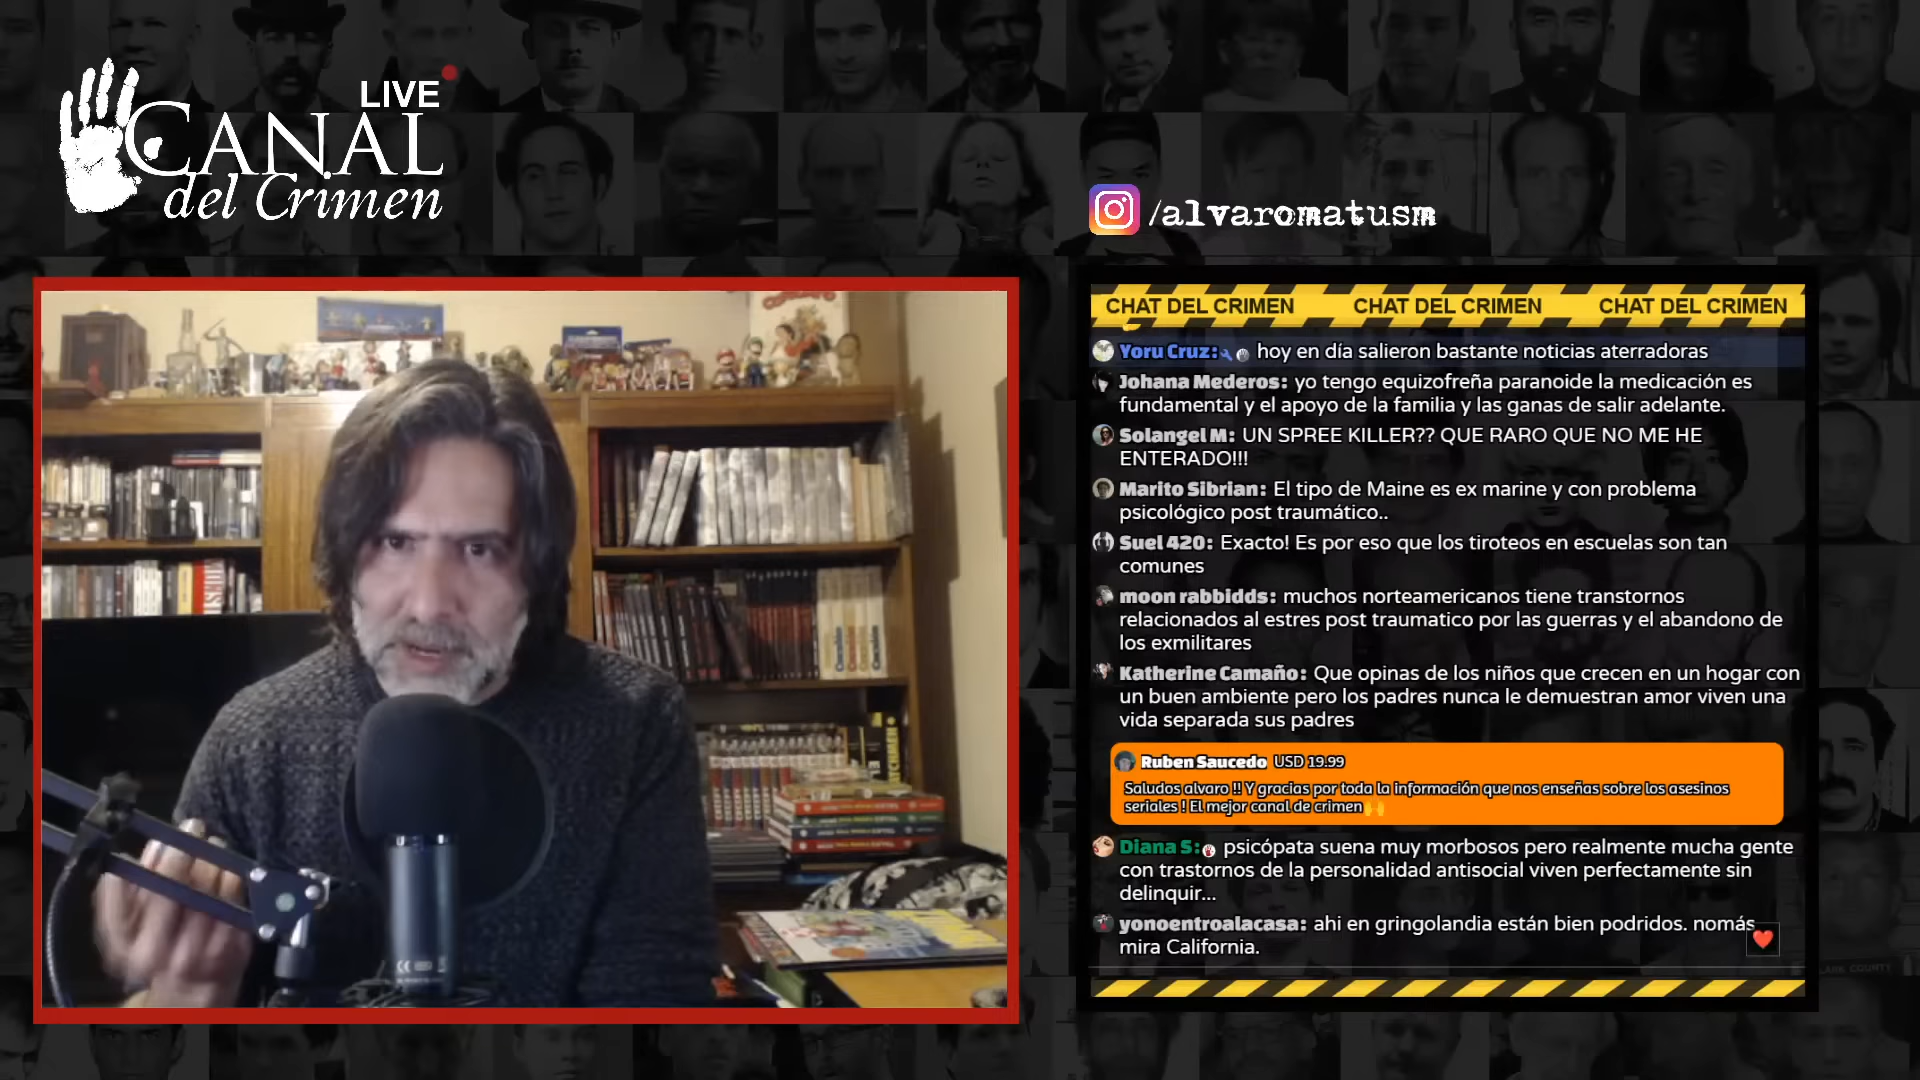 LIVE
CANAL
del Crimen
/alvaromatusm
CHAT DEL CRIMEN CHAT DEL CRIMEN CHAT DEL CRIMEN
Yoru Cruz: hoy en día salieron bastante noticias aterradoras
Johana Mederos: yo tengo equizofreña paranoide la medicación es
fundamental y el apoyo de la familia y las ganas de salir adelante.
Solangel M: UN SPREE KILLER?? QUE RARO QUE NO ME HE
ENTERADO!!!
Marito Sibrian: El tipo de Maine es ex marine y con problema
psicológico post traumático..
Suel 420: Exacto! Es por eso que los tiroteos en escuelas son tan
comunes
moon rabbidds: muchos norteamericanos tiene transtornos
relacionados al estres post traumatico por las guerras y el abandono de
los exmilitares
Katherine Camaño: Que opinas de los niños que crecen en un hogar con
un buen ambiente pero los padres nunca le demuestran amor viven una
vida separada sus padres
Ruben Saucedo USD 19.99
Saludos alvaro !! Y gracias por toda la información que nos enseñas sobre los asesinos
seriales ! El mejor canal de crimen🙌
Diana S: psicópata suena muy morbosos pero realmente mucha gente
con trastornos de la personalidad antisocial viven perfectamente sin
delinquir...
yonoentroalacasa: ahi en gringolandia están bien podridos. nomás
mira California.
CLARK COUNTY